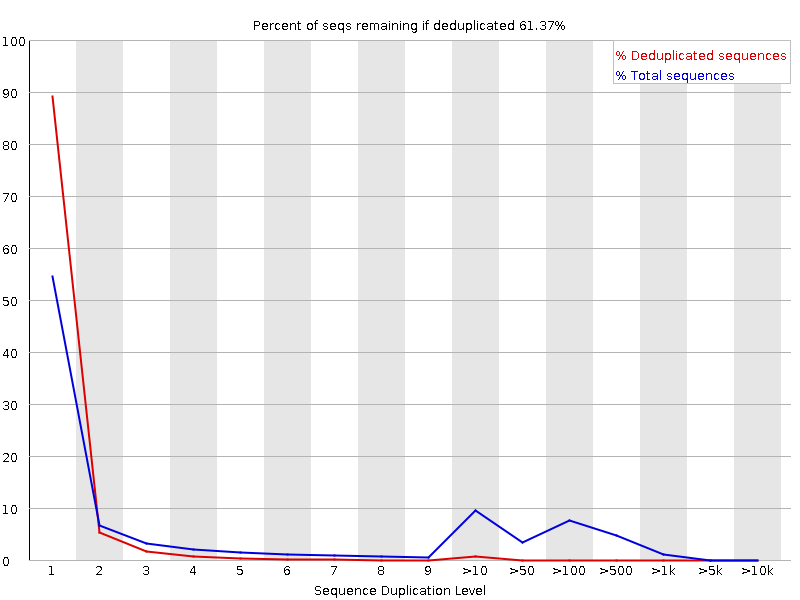 Percent of seqs remaining if deduplicated 61.37%
% Deduplicated sequences
% Total sequences
100
90
80
70
60
50
40
30
20
10
0
1 2 3 4 5 6 7 8 9 >10 >50 >100 >500 >1k >5k >10k
Sequence Duplication Level